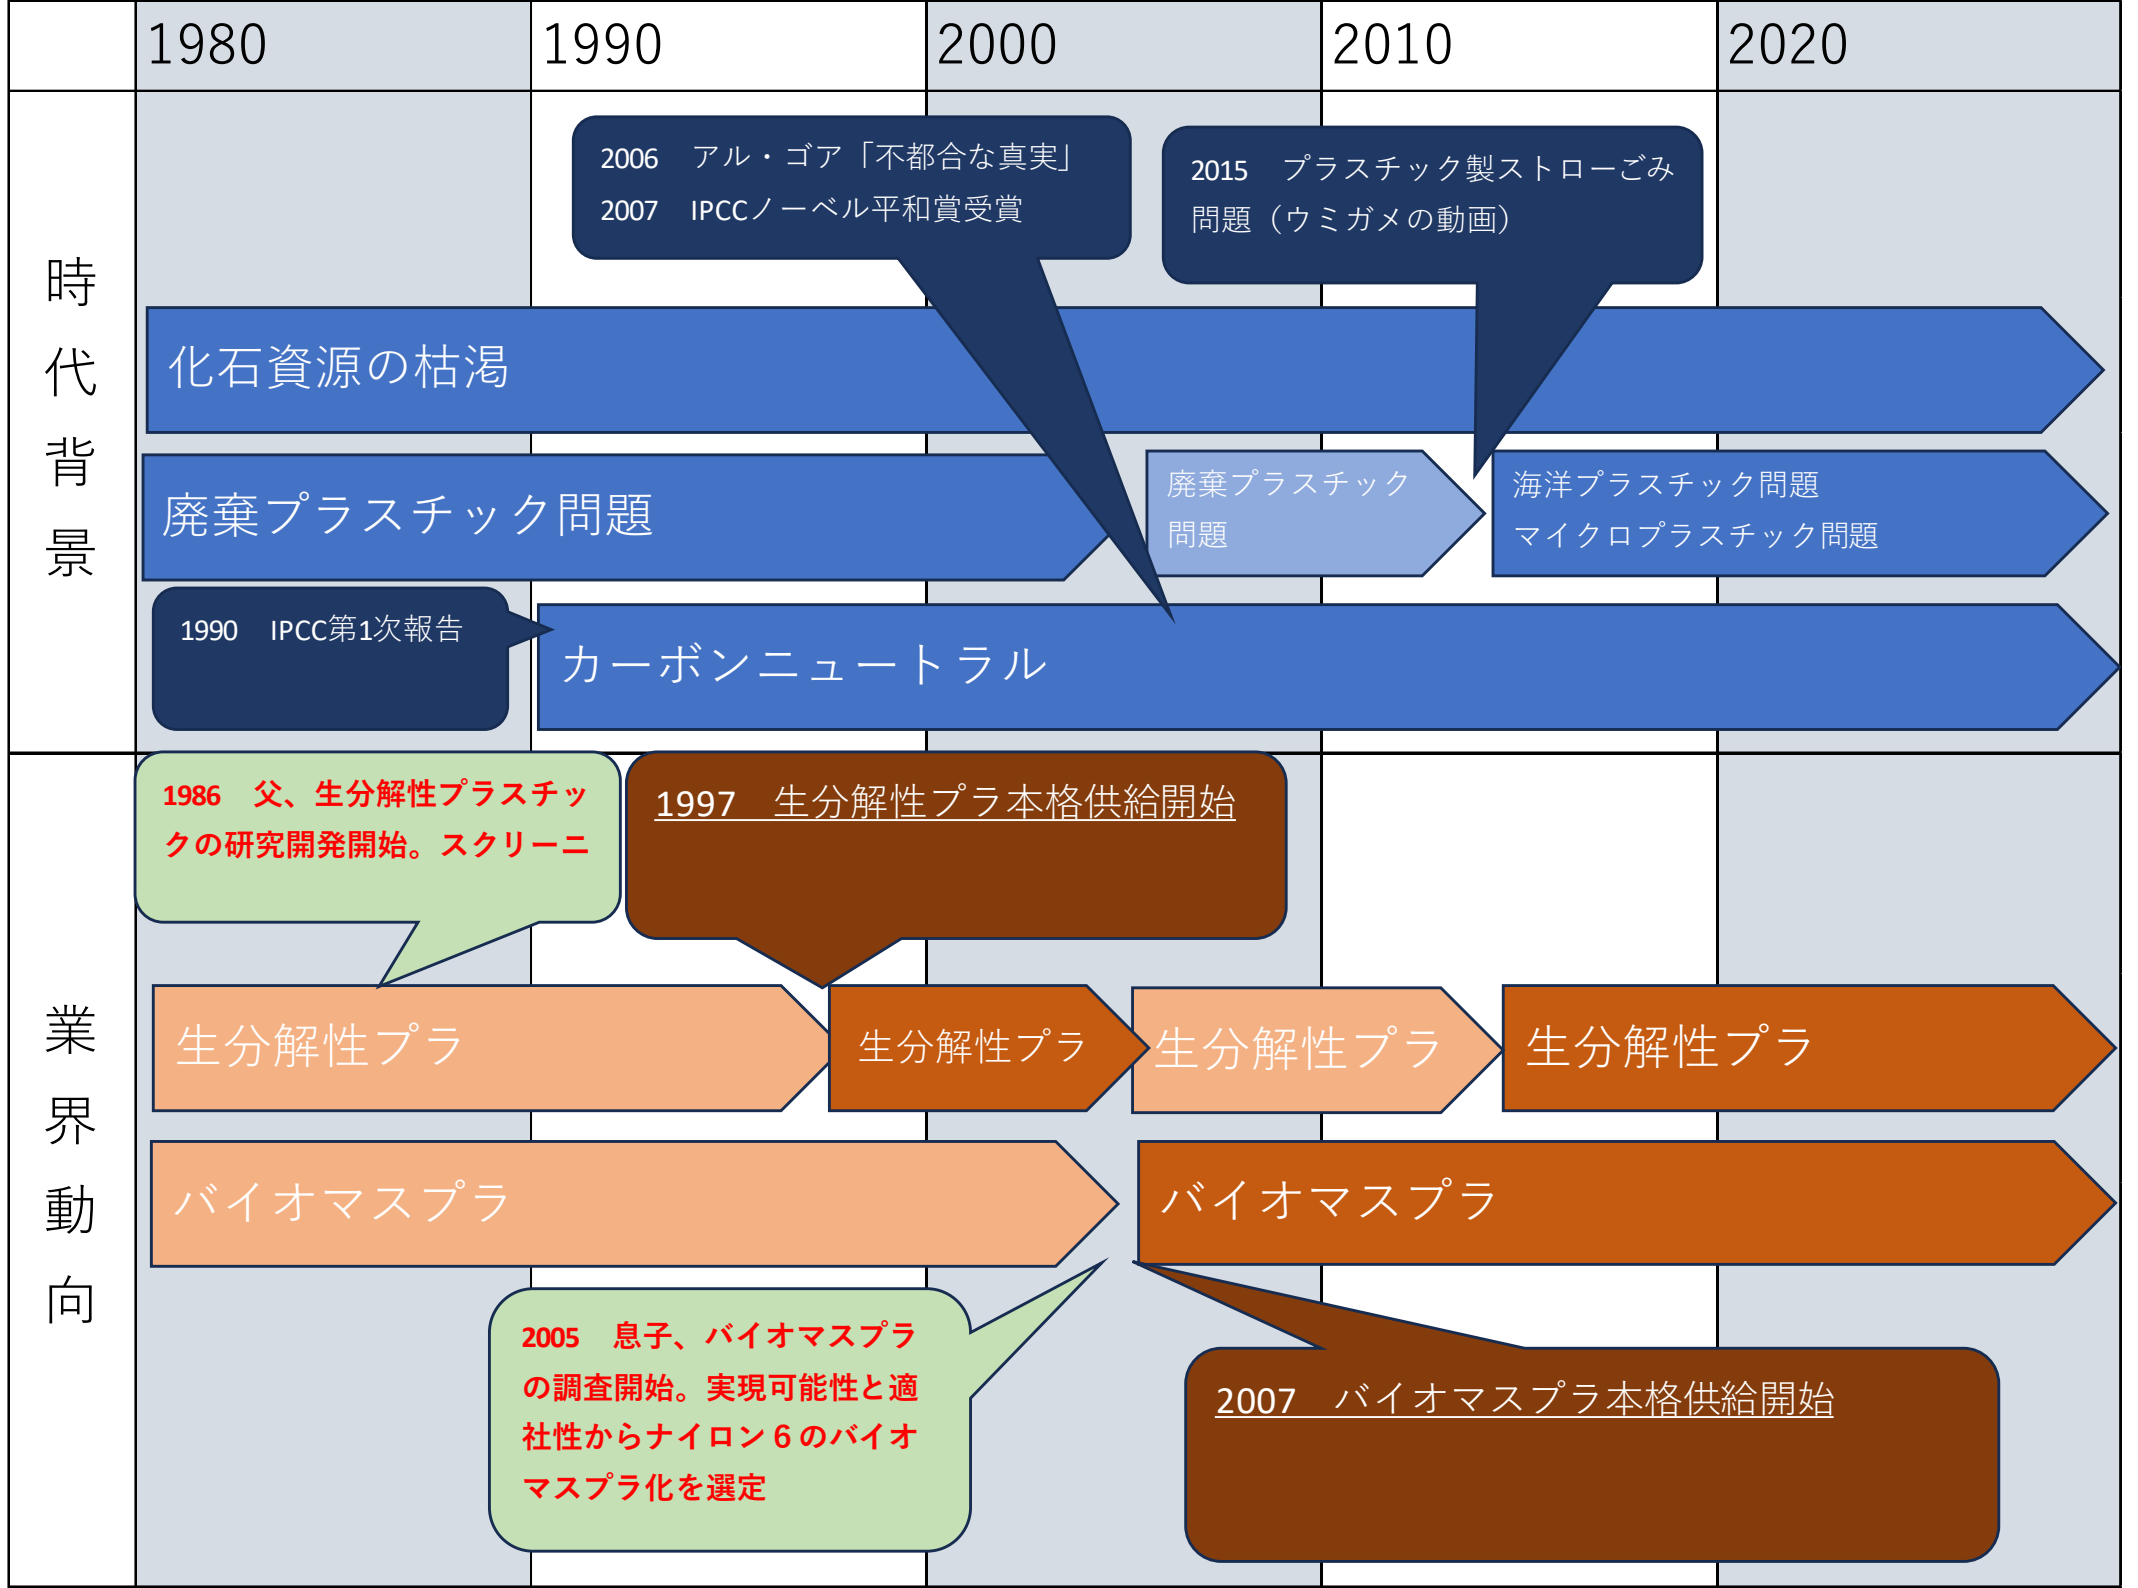 1980 1990 2000 2010 2020
時代背景
2006　アル・ゴア「不都合な真実」
2007　IPCCノーベル平和賞受賞
2015　プラスチック製ストローごみ
問題（ウミガメの動画）
化石資源の枯渇
廃棄プラスチック問題
廃棄プラスチック
問題
海洋プラスチック問題
マイクロプラスチック問題
1990　IPCC第1次報告
カーボンニュートラル
業界動向
1986　父、生分解性プラスチッ
クの研究開発開始。スクリーニ
1997　生分解性プラ本格供給開始
生分解性プラ
生分解性プラ
生分解性プラ
生分解性プラ
バイオマスプラ
バイオマスプラ
2005　息子、バイオマスプラ
の調査開始。実現可能性と適
社性からナイロン６のバイオ
マスプラ化を選定
2007　バイオマスプラ本格供給開始